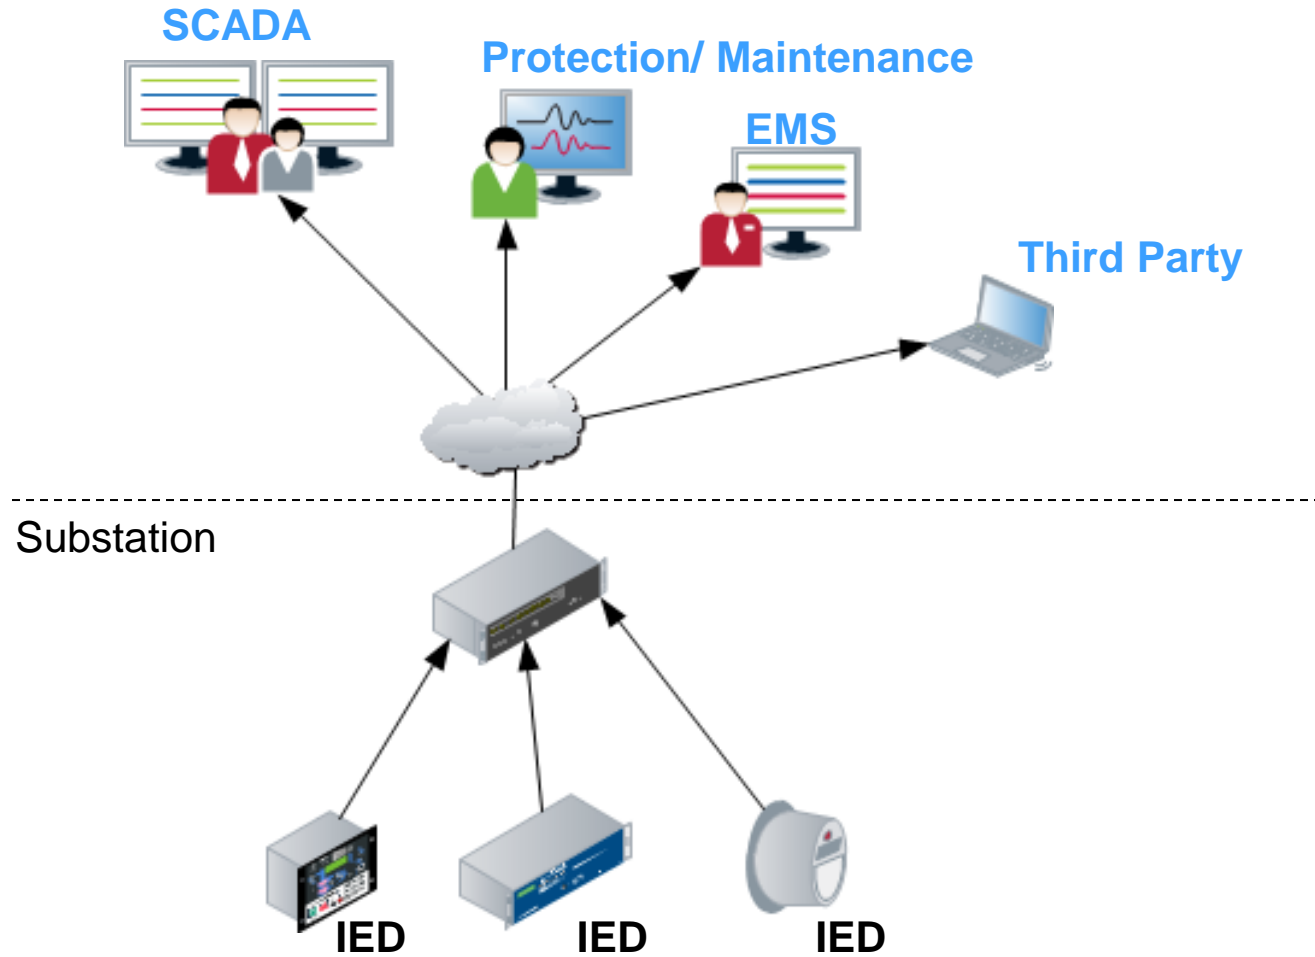 SCADA
Protection/ Maintenance
EMS
Third Party
Substation
IED
IED
IED